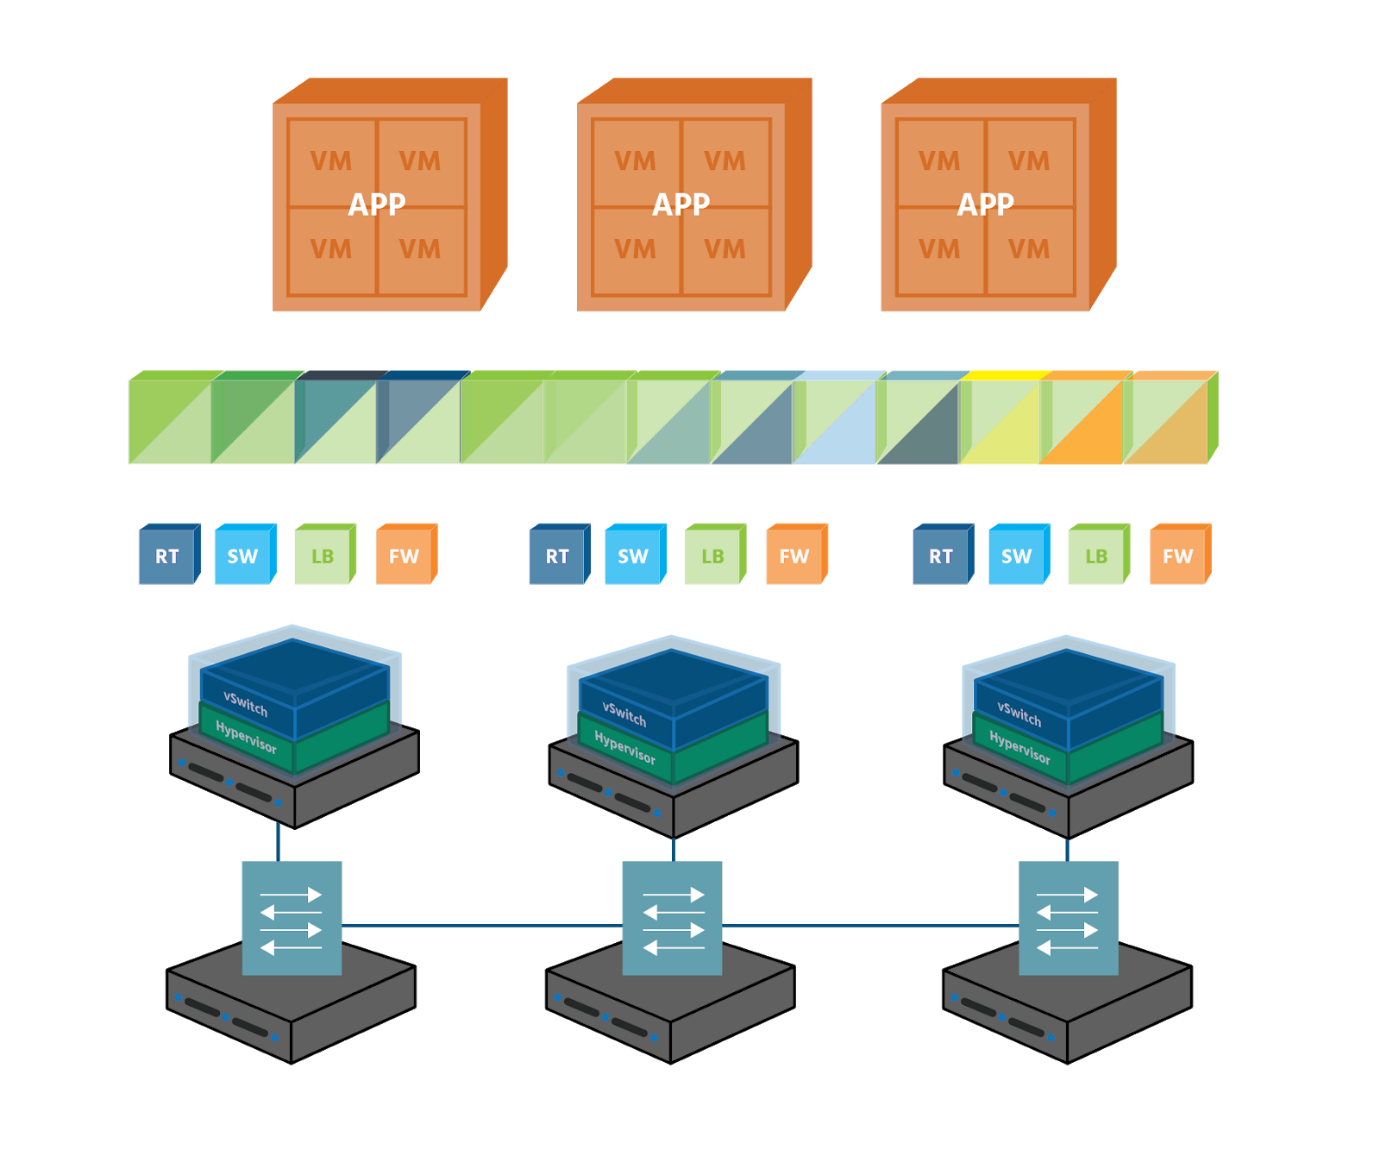 VM VM VM VM VM VM
APP APP APP
VM VM VM VM VM VM
RT SW LB FW RT SW LB FW RT SW LB FW
vSwitch vSwitch vSwitch
Hypervisor Hypervisor Hypervisor